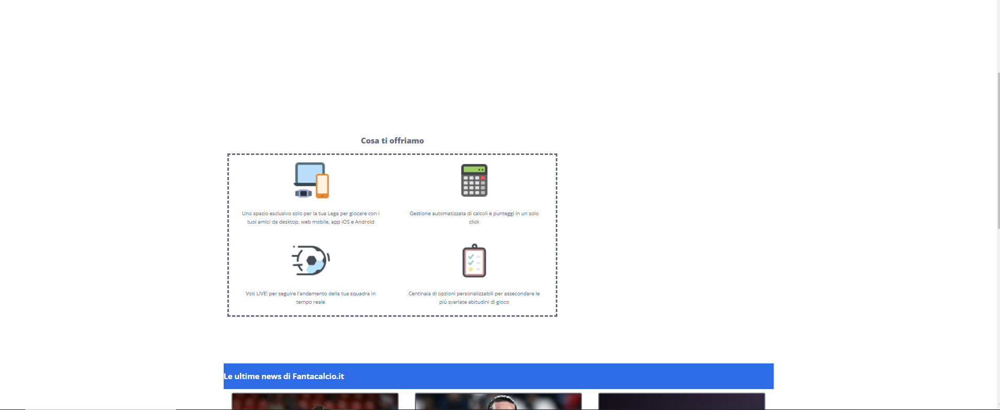 Cosa ti offriamo
Uno spazio esclusivo solo per la tua Lega per giocare con i
tuoi amici da desktop, web mobile, app iOS e Android
Gestione automatizzata di calcoli e punteggi in un solo
click
Voti LIVE! per seguire l'andamento della tua squadra in
tempo reale
Centinaia di opzioni personalizzabili per assecondare le
più svariate abitudini di gioco
Le ultime news di Fantacalcio.it